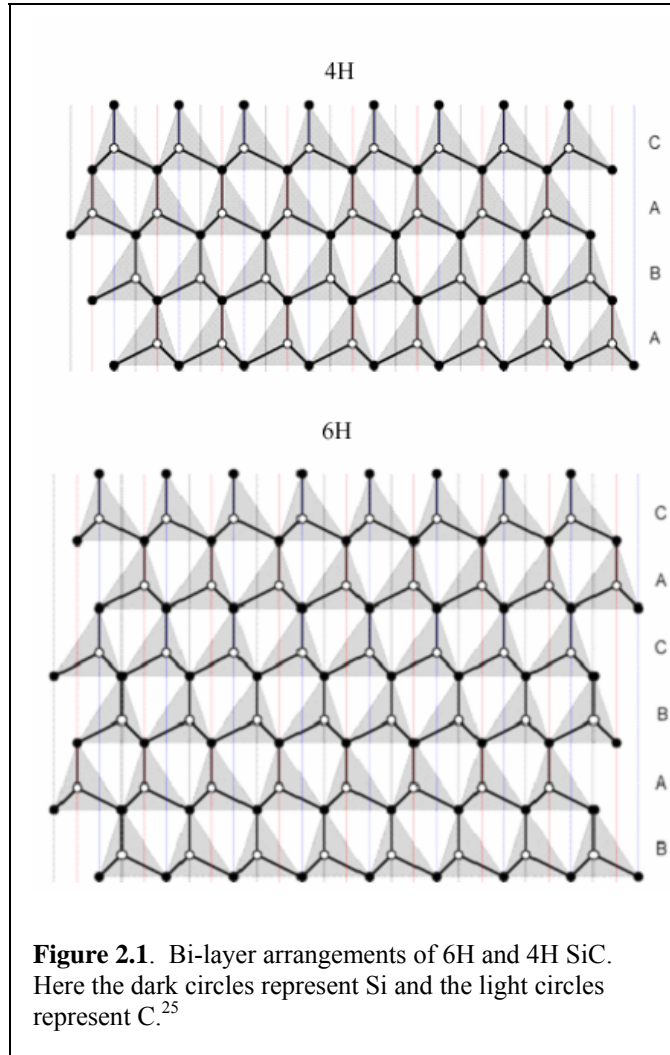 4H
C
A
B
A
6H
C
A
C
B
A
B
Figure 2.1. Bi-layer arrangements of 6H and 4H SiC.
Here the dark circles represent Si and the light circles
represent C.25